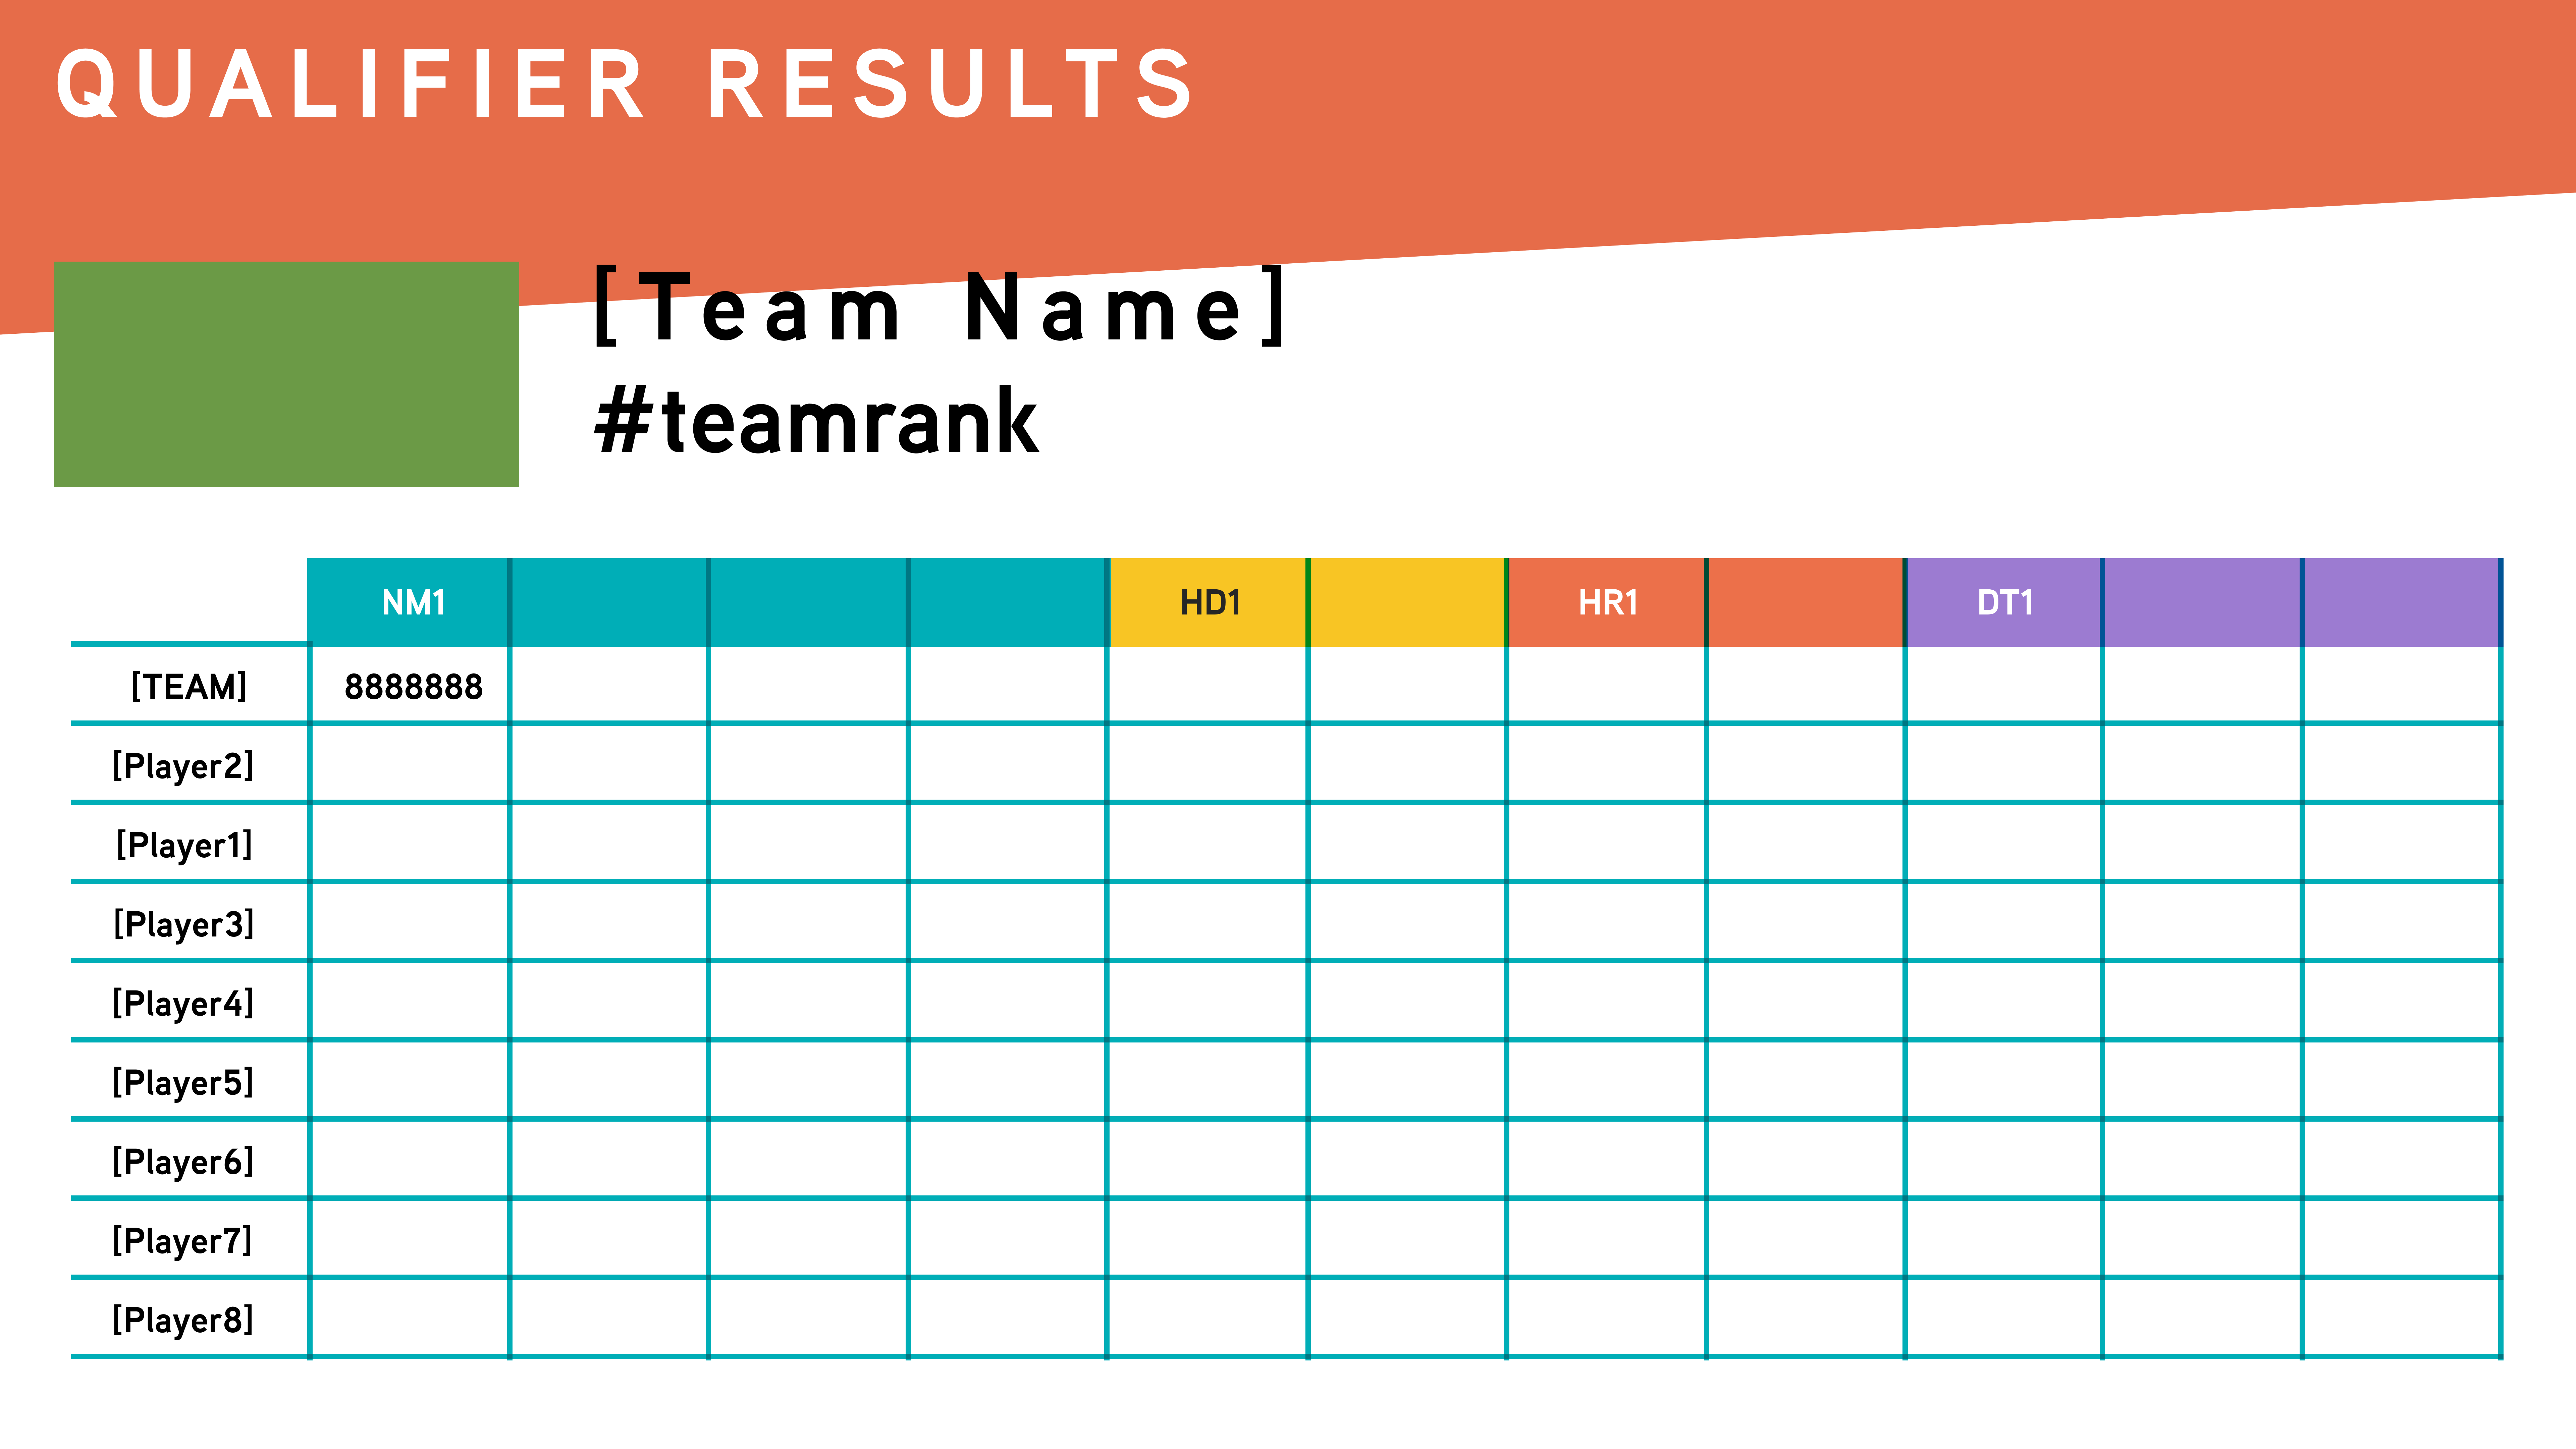 QUALIFIER RESULTS
[Team Name]
#teamrank
NM1 HD1 HR1 DT1
[TEAM] 8888888
[Player2]
[Player1]
[Player3]
[Player4]
[Player5]
[Player6]
[Player7]
[Player8]